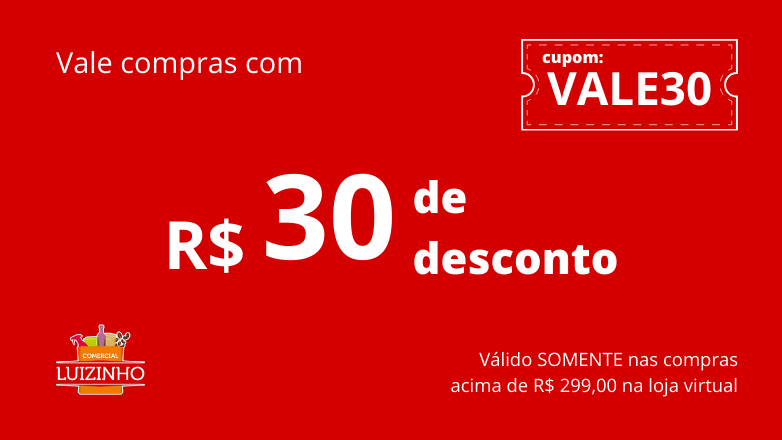 Vale compras com
cupom:
VALE30
R$ 30 de
desconto
COMERCIAL
LUIZINHO
Válido SOMENTE nas compras
acima de R$ 299,00 na loja virtual